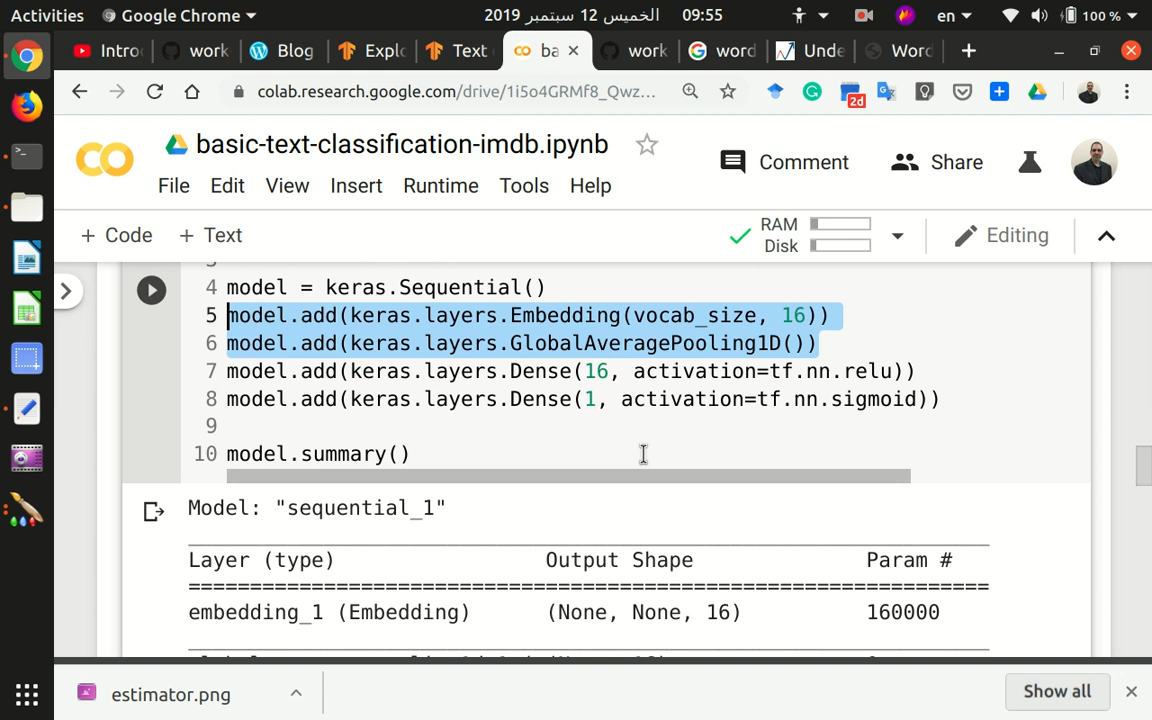 Activities Google Chrome الخميس 12 سبتمبر 2019 09:55 en 100 %
Intro work Blog Explo Text ba work word Unde Word
colab.research.google.com/drive/1i5o4GRMf8_Qwz... 2d
basic-text-classification-imdb.ipynb
Comment Share
File Edit View Insert Runtime Tools Help
+ Code + Text RAM Disk Editing
4 model = keras.Sequential()
5 model.add(keras.layers.Embedding(vocab_size, 16))
6 model.add(keras.layers.GlobalAveragePooling1D())
7 model.add(keras.layers.Dense(16, activation=tf.nn.relu))
8 model.add(keras.layers.Dense(1, activation=tf.nn.sigmoid))
9
10 model.summary()
Model: "sequential_1"
Layer (type) Output Shape Param #
=================================================================
embedding_1 (Embedding) (None, None, 16) 160000
estimator.png Show all